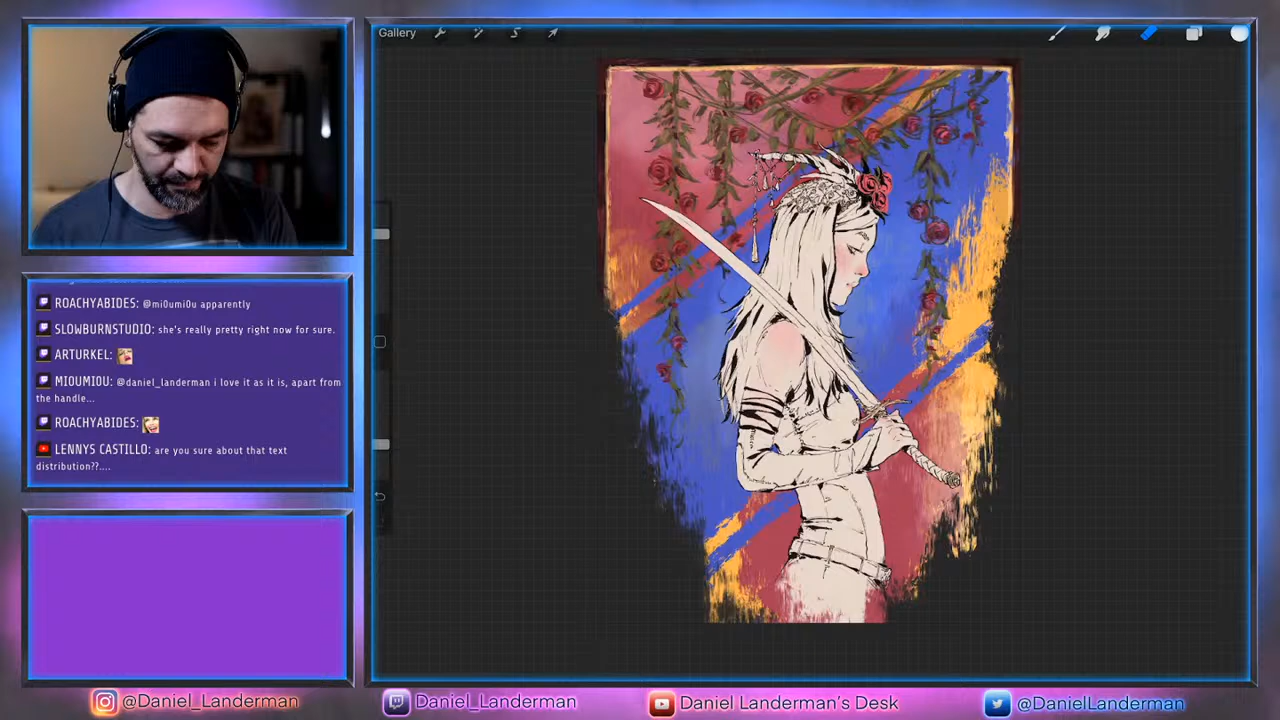 Gallery
ROACHYABIDES: @mi0umi0u apparently
SLOWBURNSTUDIO: she's really pretty right now for sure.
ARTURKEL:
MIOUMIOU: @daniel_landerman i love it as it is, apart from
the handle...
ROACHYABIDES:
LENNYS CASTILLO: are you sure about that text
distribution??....
@Daniel_Landerman
Daniel_Landerman
Daniel Landerman's Desk
@DanielLanderman